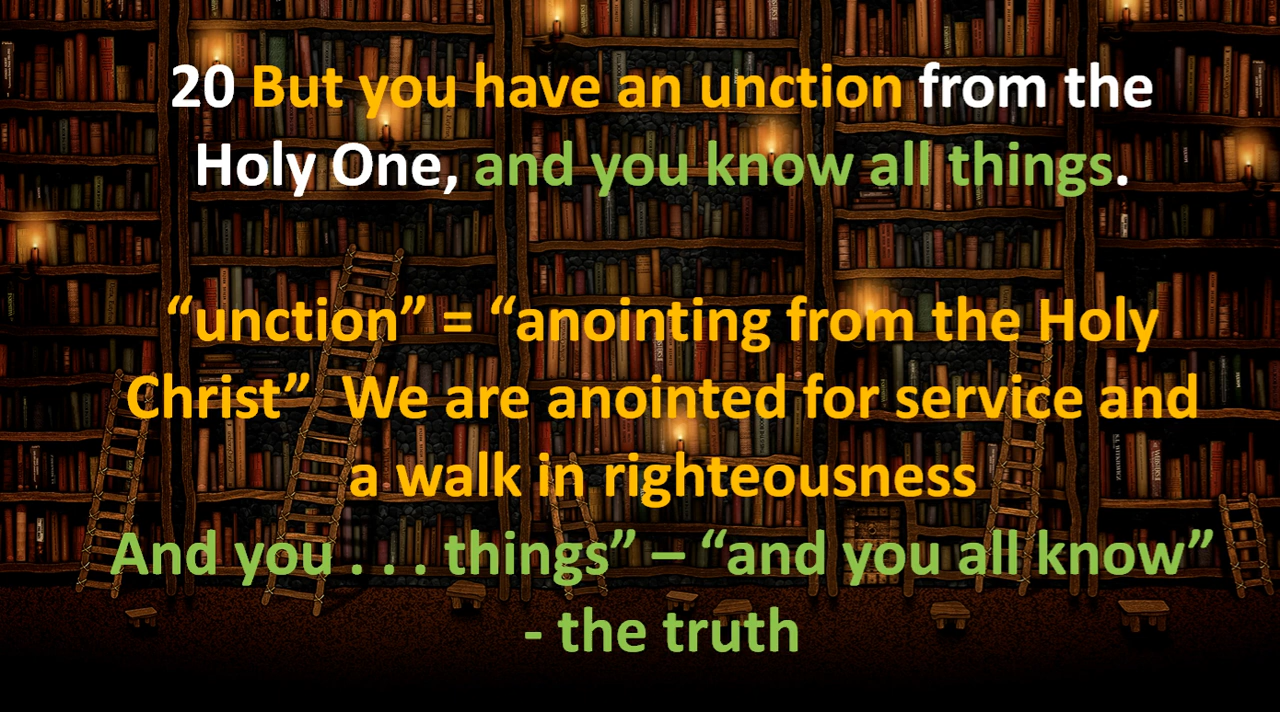 20 But you have an unction from the
Holy One, and you know all things.
“unction” = “anointing from the Holy
Christ” We are anointed for service and
a walk in righteousness
And you . . . things” – “and you all know”
- the truth